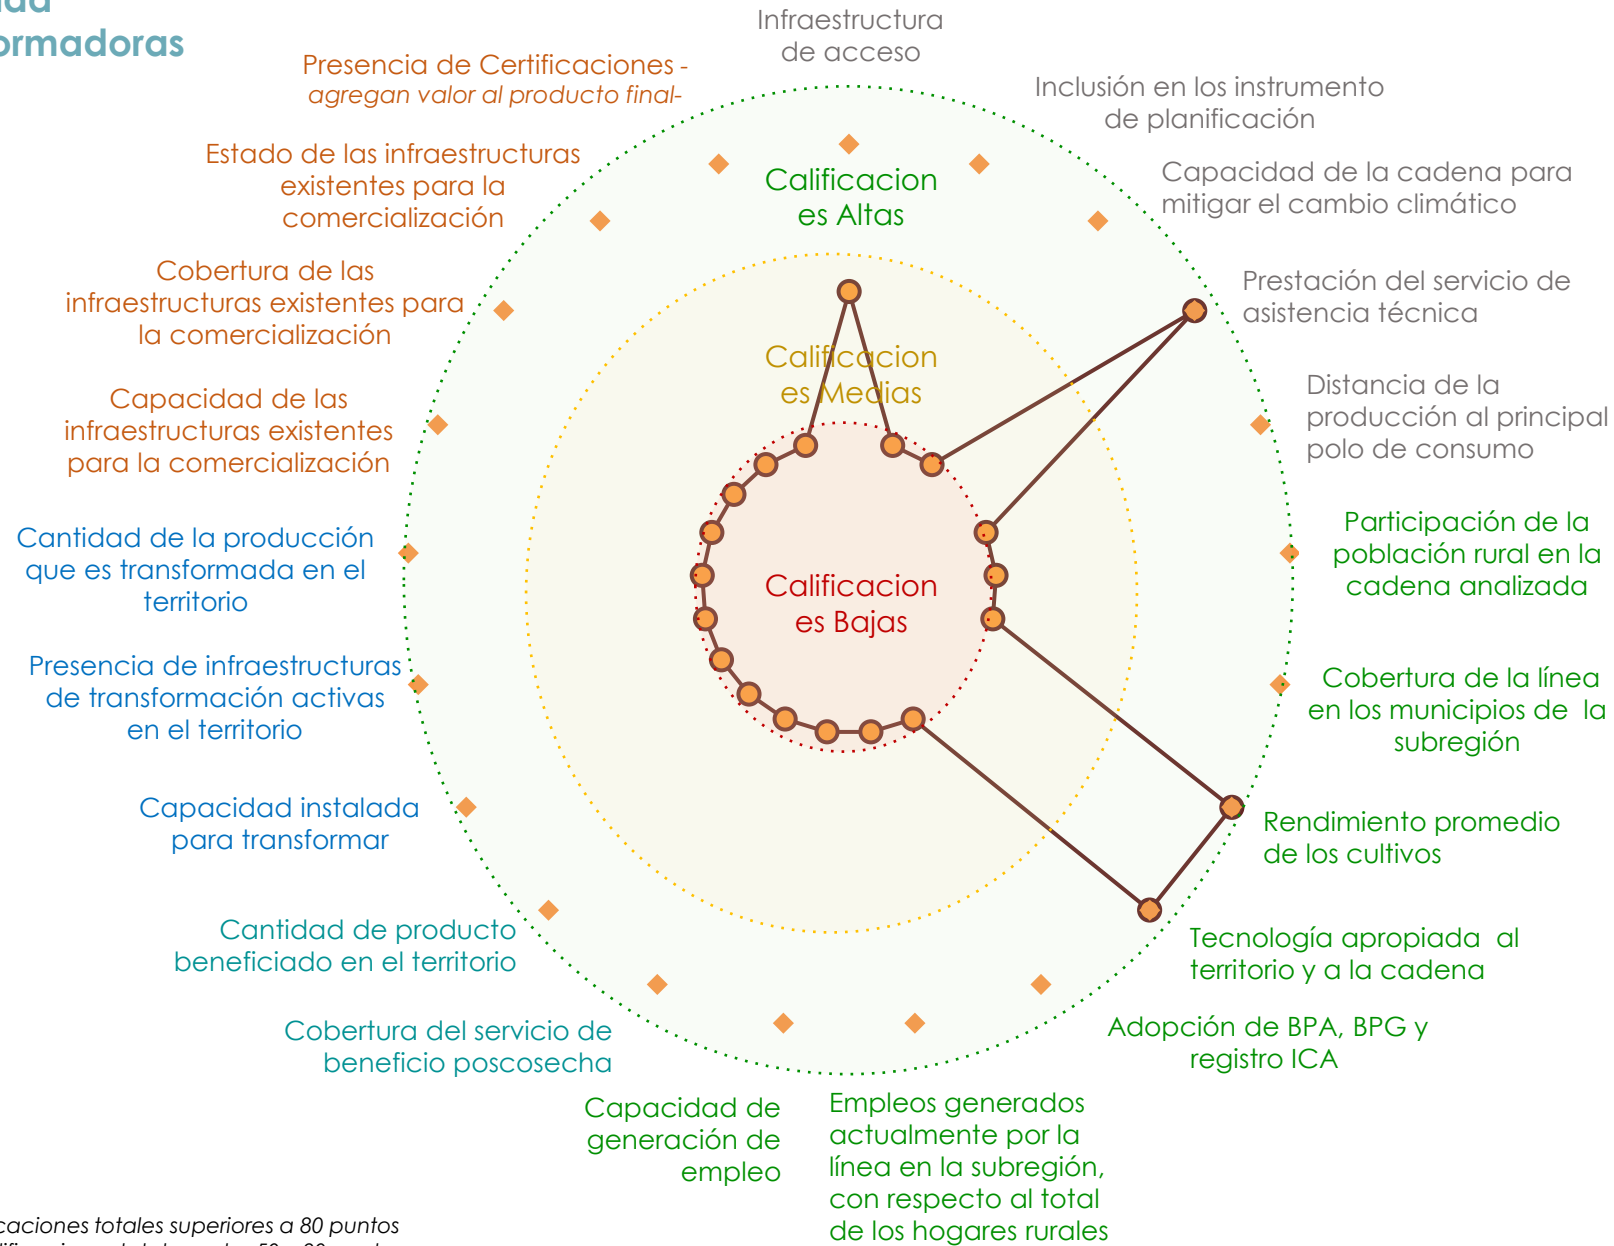 ormadoras
Infraestructura
de acceso
Presencia de Certificaciones -
agregan valor al producto final-
Inclusión en los instrumento
de planificación
Estado de las infraestructuras
existentes para la
comercialización
Calificacion
es Altas
Capacidad de la cadena para
mitigar el cambio climático
Cobertura de las
infraestructuras existentes para
la comercialización
Prestación del servicio de
asistencia técnica
Calificacion
es Medias
Capacidad de las
infraestructuras existentes
para la comercialización
Distancia de la
producción al principal
polo de consumo
Cantidad de la producción
que es transformada en el
territorio
Calificacion
es Bajas
Participación de la
población rural en la
cadena analizada
Presencia de infraestructuras
de transformación activas
en el territorio
Cobertura de la línea
en los municipios de  la
subregión
Capacidad instalada
para transformar
Rendimiento promedio
de los cultivos
Cantidad de producto
beneficiado en el territorio
Tecnología apropiada  al
territorio y a la cadena
Cobertura del servicio de
beneficio poscosecha
Adopción de BPA, BPG y
registro ICA
Capacidad de
generación de
empleo
Empleos generados
actualmente por la
línea en la subregión,
con respecto al total
de los hogares rurales
caciones totales superiores a 80 puntos